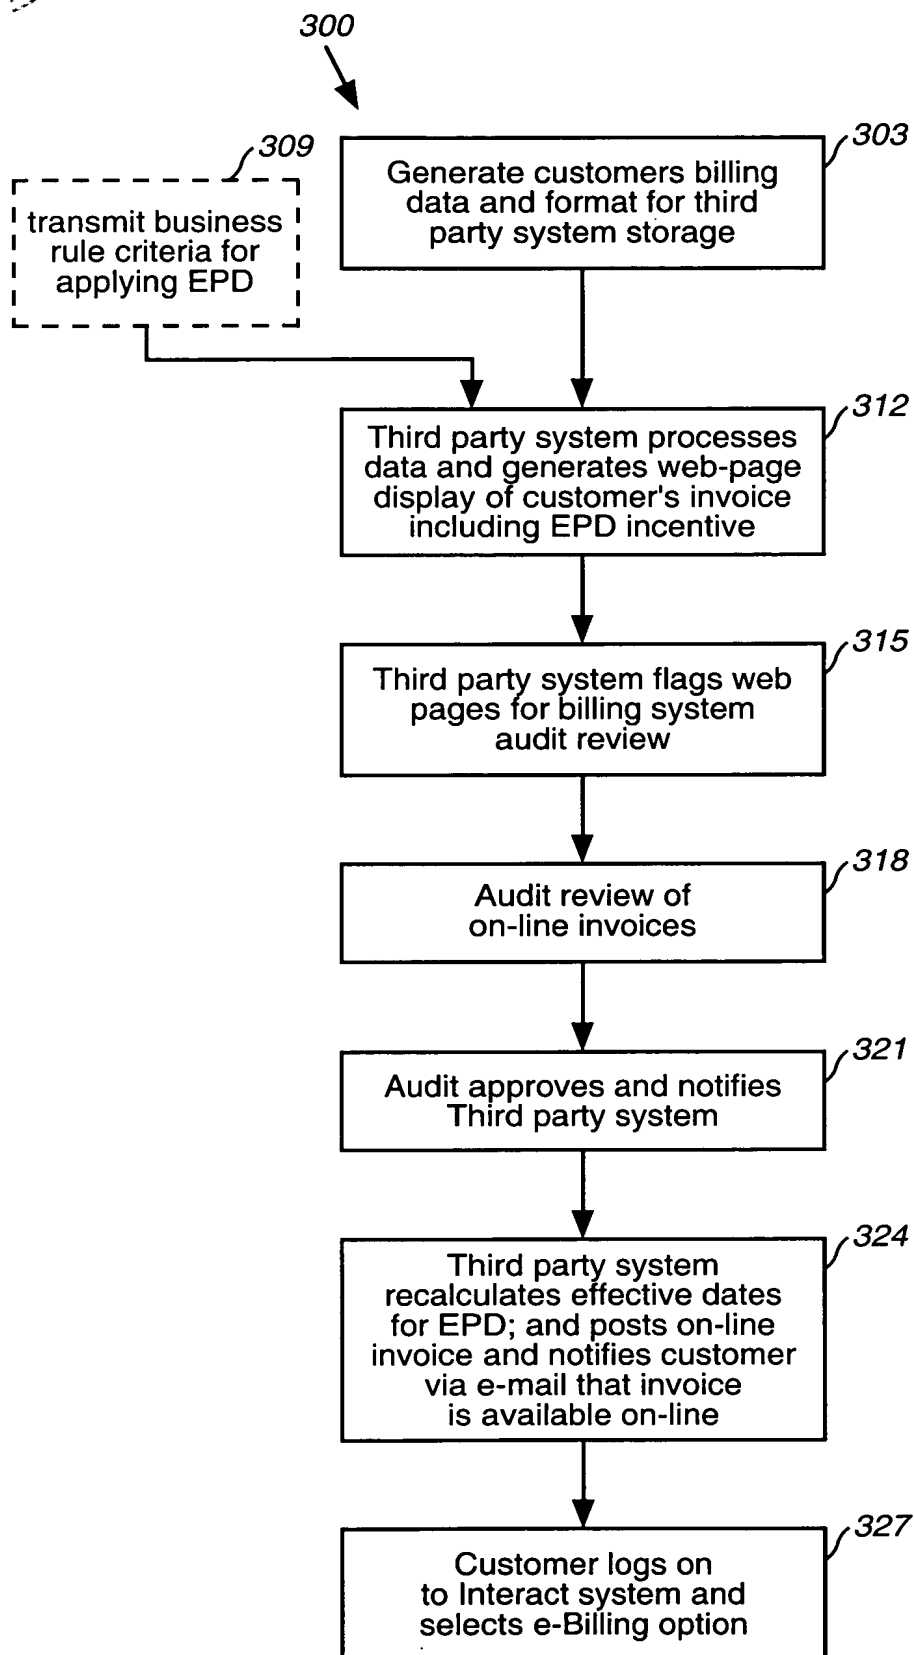 300
303
Generate customers billing
data and format for third
party system storage
309
transmit business
rule criteria for
applying EPD
312
Third party system processes
data and generates web-page
display of customer's invoice
including EPD incentive
315
Third party system flags web
pages for billing system
audit review
318
Audit review of
on-line invoices
321
Audit approves and notifies
Third party system
324
Third party system
recalculates effective dates
for EPD; and posts on-line
invoice and notifies customer
via e-mail that invoice
is available on-line
327
Customer logs on
to Interact system and
selects e-Billing option